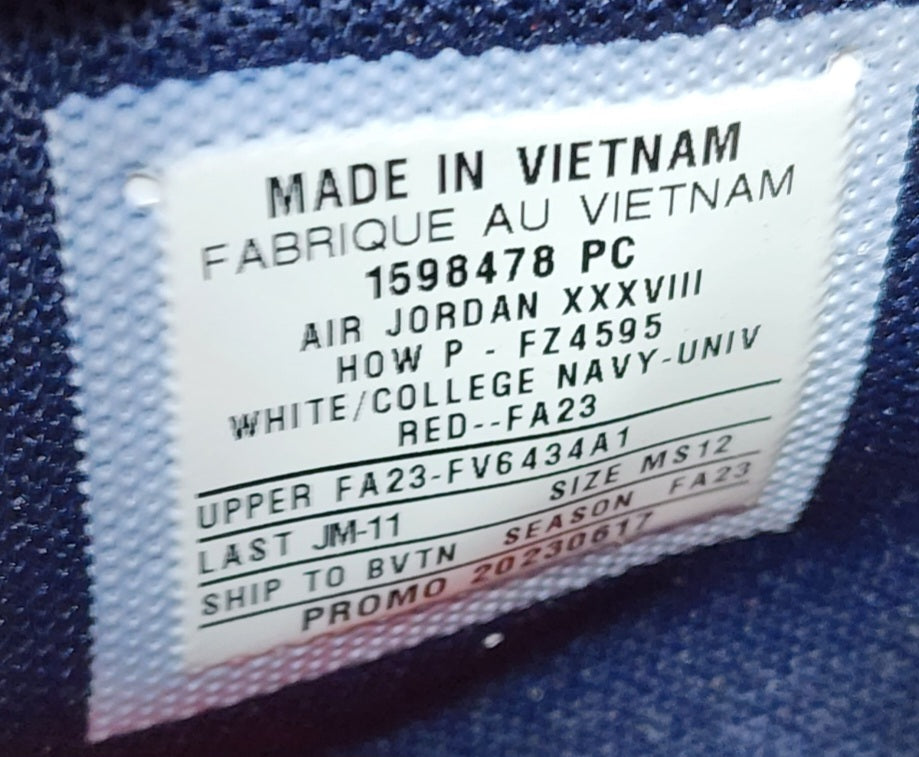 MADE IN VIETNAM
FABRIQUE AU VIETNAM
1598478 PC
AIR JORDAN XXXVIII
HOW P - FZ4595
WHITE/COLLEGE NAVY-UNIV
RED--FA23
UPPER FA23-FV6434A1
LAST JM-11 SIZE MS12
SHIP TO BVTN SEASON FA23
PROMO 20230617